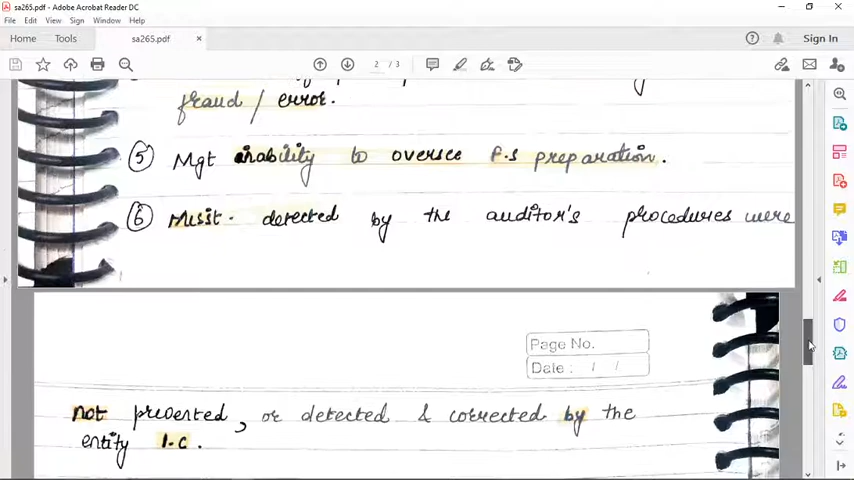 sa265.pdf - Adobe Acrobat Reader DC
File Edit View Sign Window Help
Home Tools sa265.pdf × Sign In
2 / 3
fraud / error.
⑤ Mgt inability to oversee F.S preparation.
⑥ Misst. detected by the auditor's procedures were
Page No.
Date : / /
not prevented, or detected & corrected by the
entity I.C.